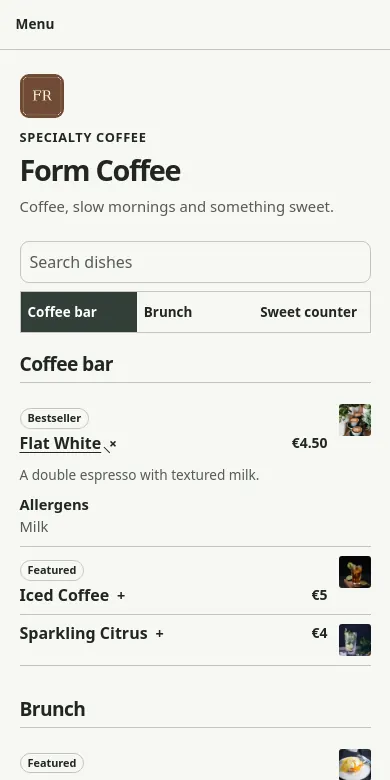 Menu
FR
SPECIALTY COFFEE
Form Coffee
Coffee, slow mornings and something sweet.
Search dishes
Coffee bar Brunch Sweet counter
Coffee bar
Bestseller
Flat White × €4.50
A double espresso with textured milk.
Allergens
Milk
Featured
Iced Coffee + €5
Sparkling Citrus + €4
Brunch
Featured